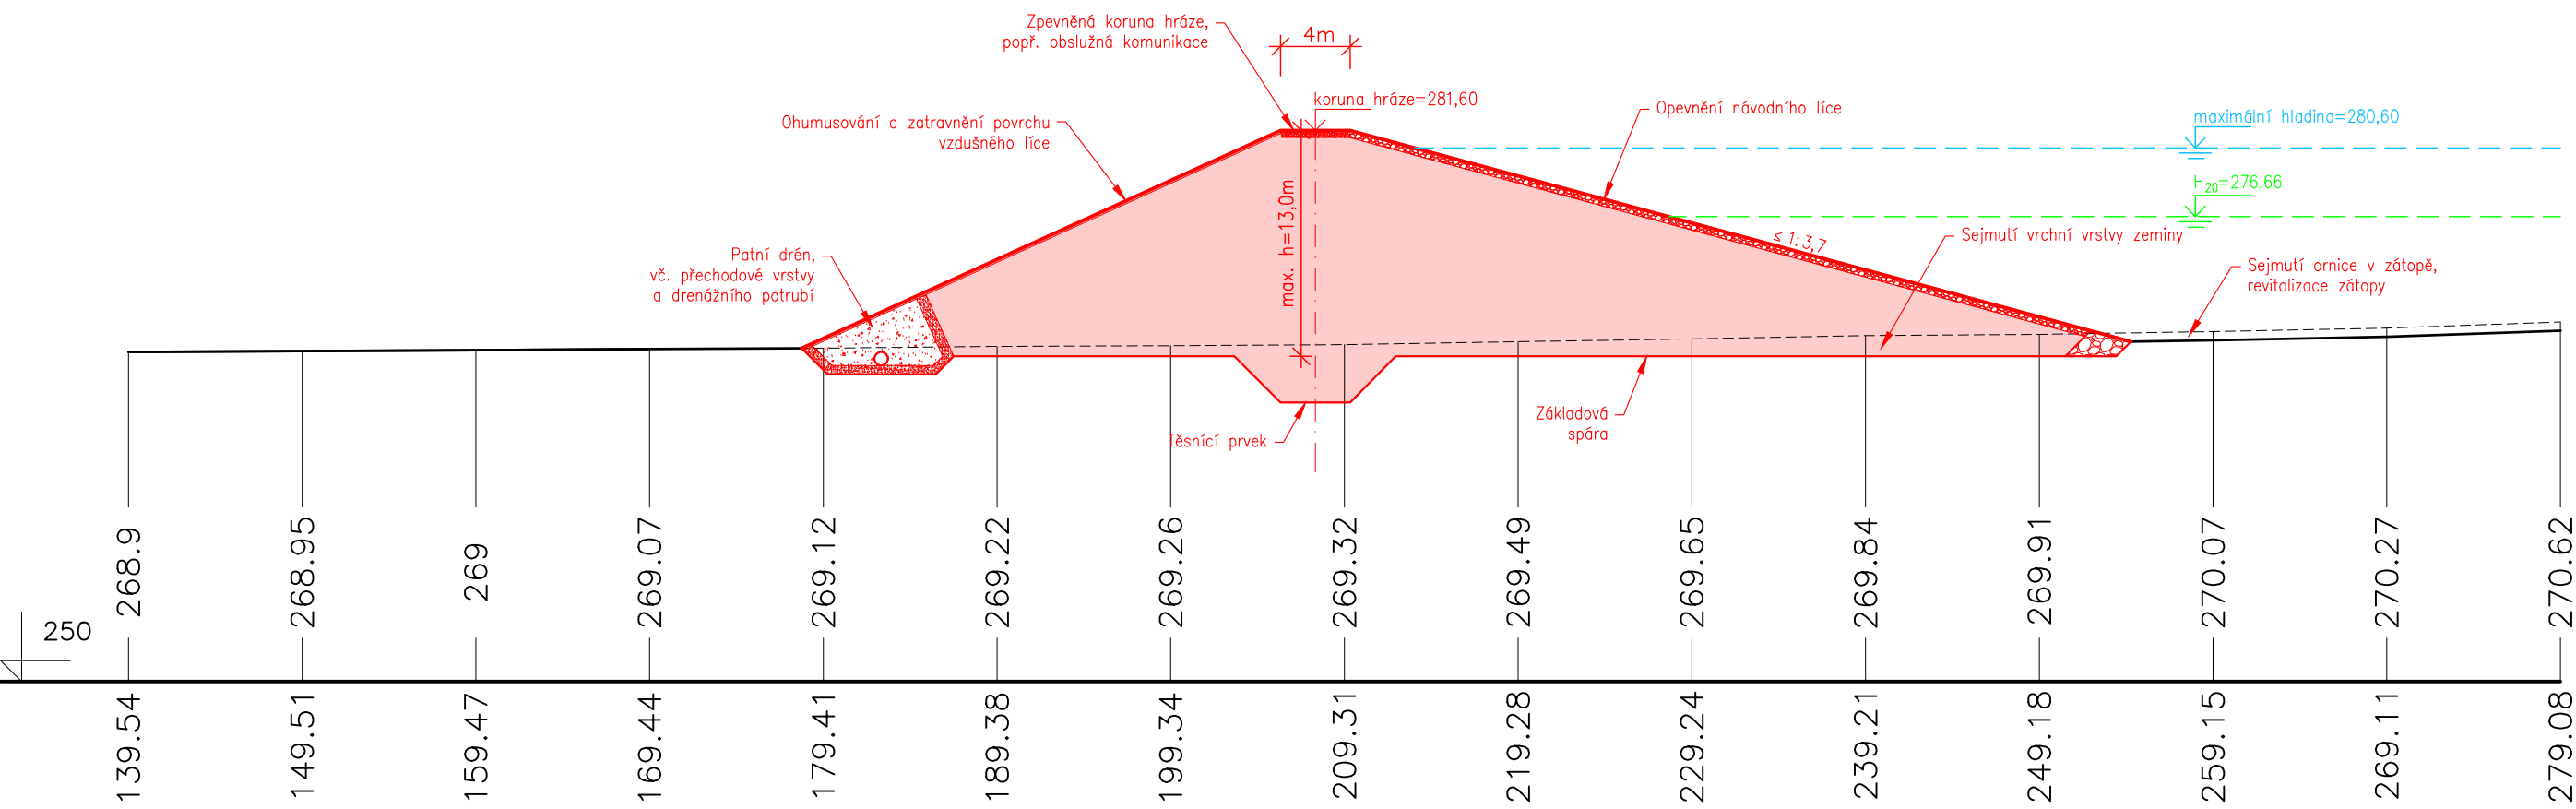 Zpevněná koruna hráze,
popř. obslužná komunikace
4m
koruna hráze=281,60
Opevnění návodního líce
maximální hladina=280,60
Ohumusování a zatravnění povrchu
vzdušného líce
H20=276,66
max. h=13,0m
≤ 1:3,7
Sejmutí vrchní vrstvy zeminy
Patní drén,
vč. přechodové vrstvy
a drenážního potrubí
Sejmutí ornice v zátopě,
revitalizace zátopy
Základová
spára
Těsnící prvek
250
268.9
268.95
269
269.07
269.12
269.22
269.26
269.32
269.49
269.65
269.84
269.91
270.07
270.27
270.62
139.54
149.51
159.47
169.44
179.41
189.38
199.34
209.31
219.28
229.24
239.21
249.18
259.15
269.11
279.08